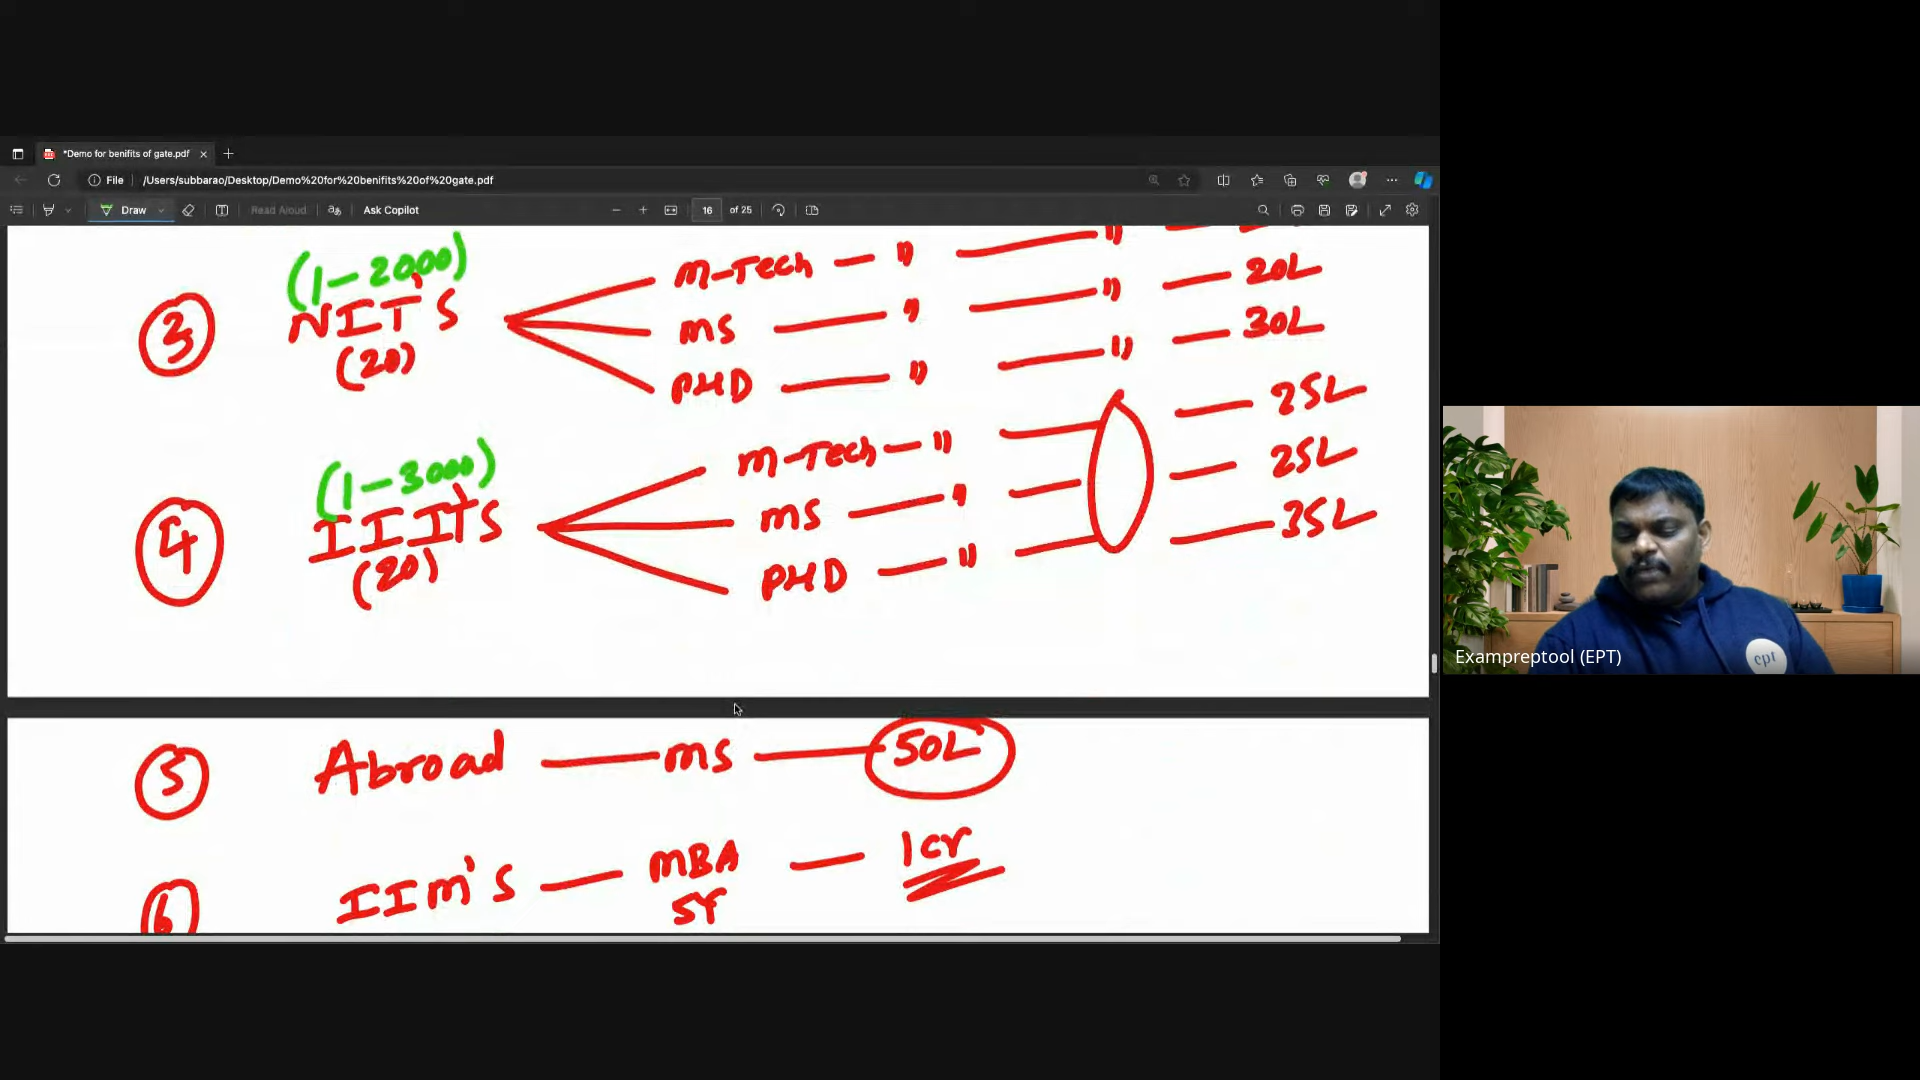 *Demo for benifits of gate.pdf
File /Users/subbarao/Desktop/Demo%20for%20benifits%20of%20gate.pdf
Draw Read Aloud Ask Copilot 16 of 25
(1-2000)
3 NIT'S (20)
M-Tech - " - "
MS - " - " - 20L
PHD - " - " - 30L
(1-3000)
4 IIITS (20)
M-Tech - " - 25L
MS - " - 25L
PHD - " - 35L
5 Abroad - MS - 50L
6 IIM'S - MBA - 1cr
Exampreptool (EPT)
ept